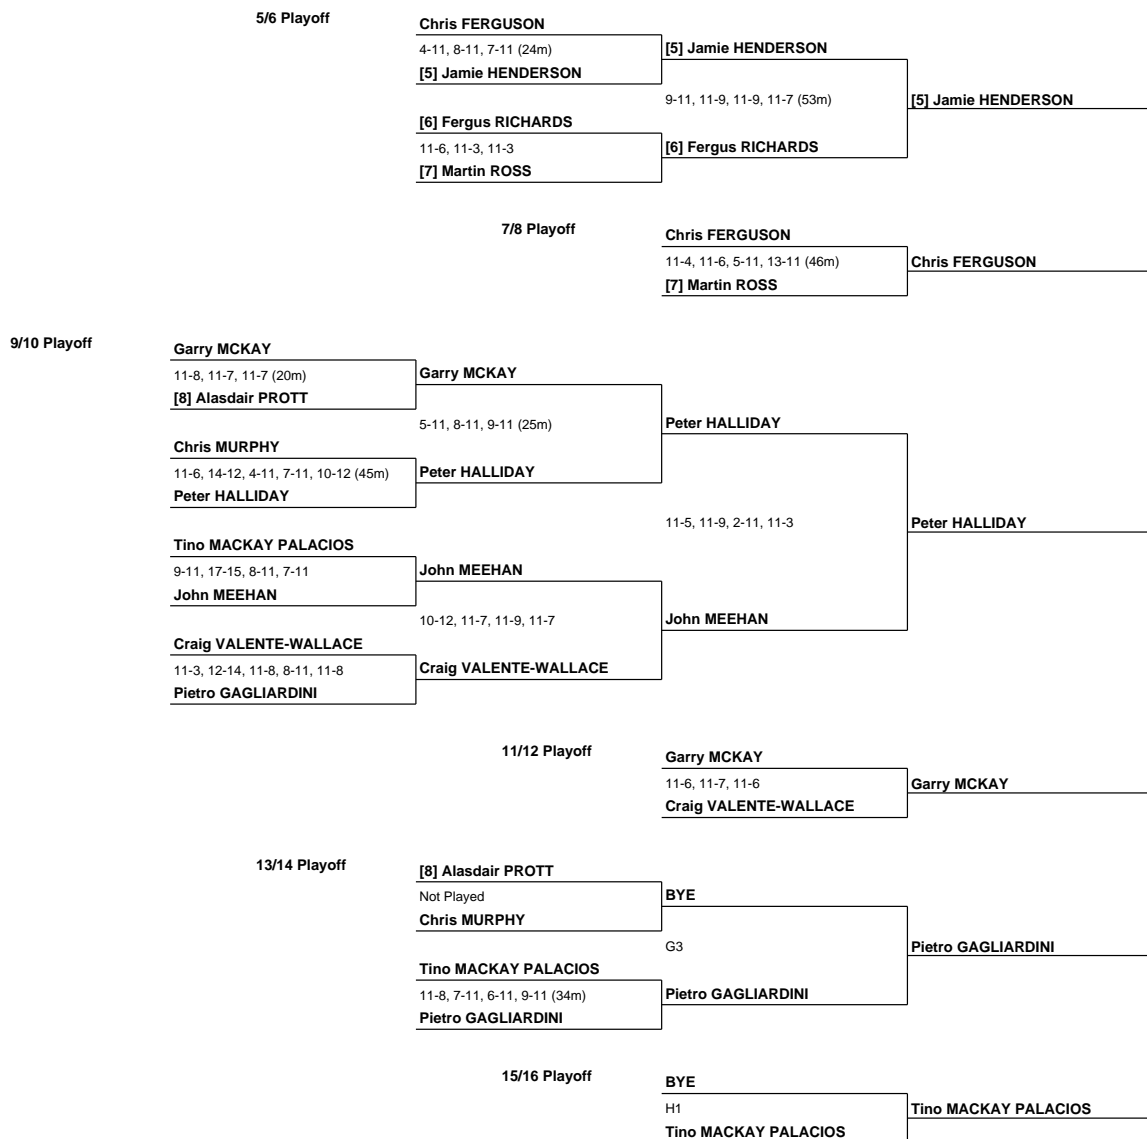 5/6 Playoff
Chris FERGUSON
4-11, 8-11, 7-11 (24m)
[5] Jamie HENDERSON
[5] Jamie HENDERSON
9-11, 11-9, 11-9, 11-7 (53m)
[5] Jamie HENDERSON
[6] Fergus RICHARDS
11-6, 11-3, 11-3
[6] Fergus RICHARDS
[7] Martin ROSS
7/8 Playoff
Chris FERGUSON
11-4, 11-6, 5-11, 13-11 (46m)
Chris FERGUSON
[7] Martin ROSS
9/10 Playoff
Garry MCKAY
11-8, 11-7, 11-7 (20m)
Garry MCKAY
[8] Alasdair PROTT
5-11, 8-11, 9-11 (25m)
Peter HALLIDAY
Chris MURPHY
11-6, 14-12, 4-11, 7-11, 10-12 (45m)
Peter HALLIDAY
Peter HALLIDAY
11-5, 11-9, 2-11, 11-3
Peter HALLIDAY
Tino MACKAY PALACIOS
9-11, 17-15, 8-11, 7-11
John MEEHAN
John MEEHAN
10-12, 11-7, 11-9, 11-7
John MEEHAN
Craig VALENTE-WALLACE
11-3, 12-14, 11-8, 8-11, 11-8
Craig VALENTE-WALLACE
Pietro GAGLIARDINI
11/12 Playoff
Garry MCKAY
11-6, 11-7, 11-6
Garry MCKAY
Craig VALENTE-WALLACE
13/14 Playoff
[8] Alasdair PROTT
Not Played
BYE
Chris MURPHY
G3
Pietro GAGLIARDINI
Tino MACKAY PALACIOS
11-8, 7-11, 6-11, 9-11 (34m)
Pietro GAGLIARDINI
Pietro GAGLIARDINI
15/16 Playoff
BYE
H1
Tino MACKAY PALACIOS
Tino MACKAY PALACIOS